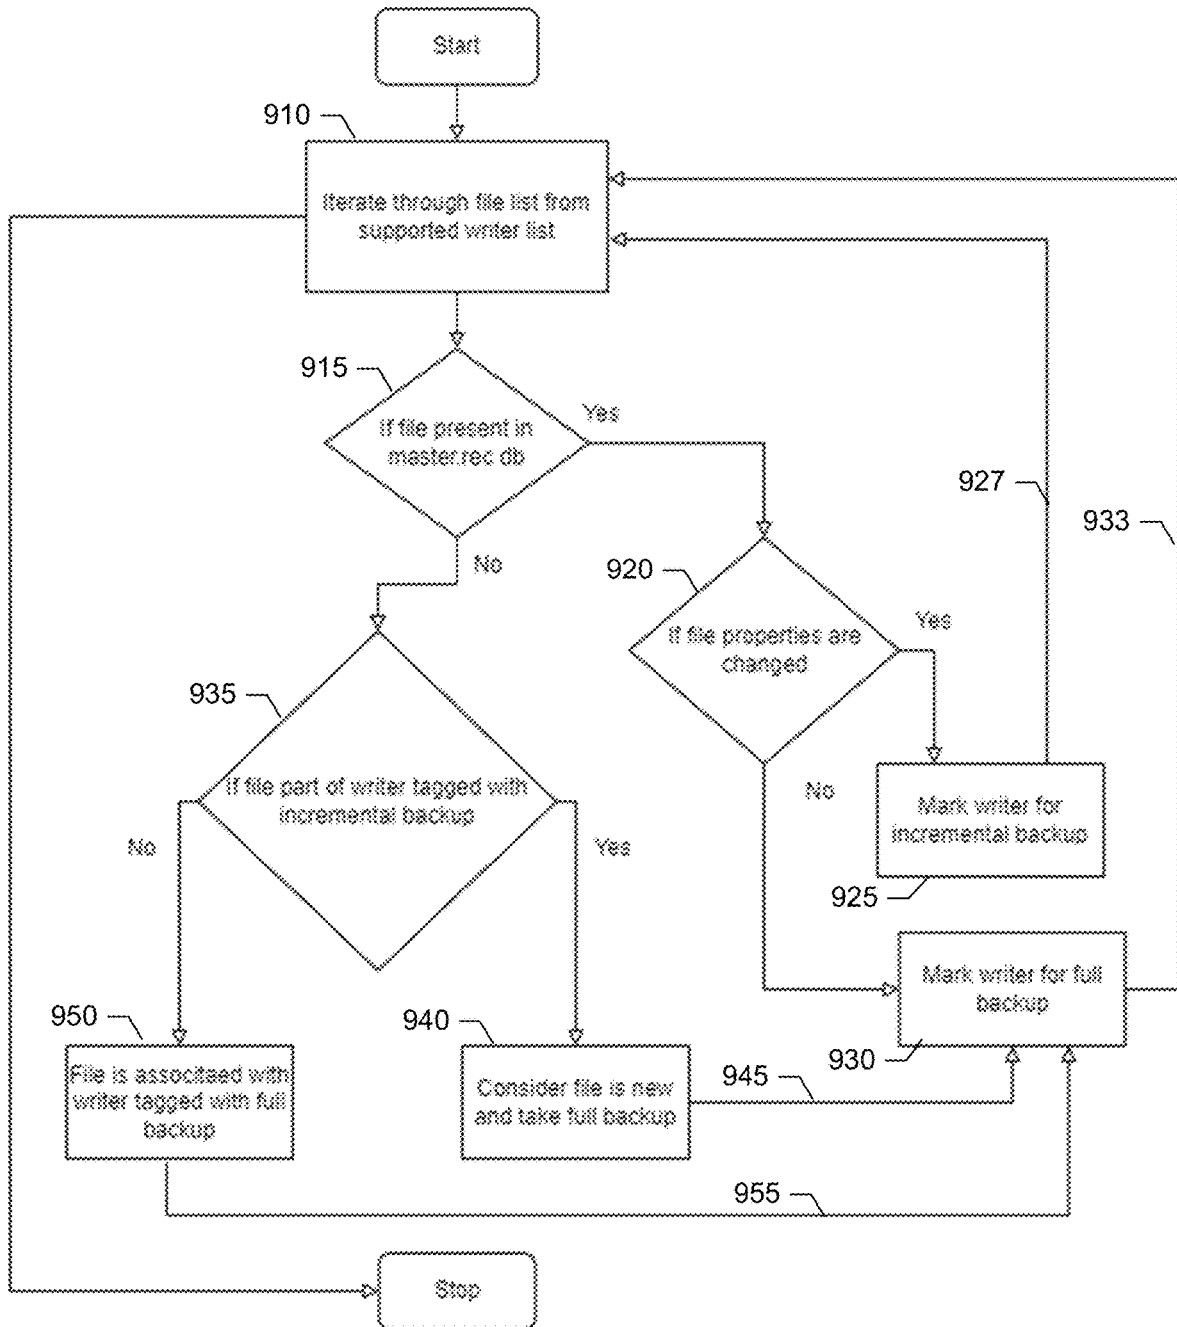 Start
910
Iterate through file list from
supported writer list
915
Yes
If file present in
master.rec db
927
933
No
920
Yes
If file properties are
changed
935
If file part of writer tagged with
incremental backup
No
Mark writer for
incremental backup
No
Yes
925
Mark writer for full
backup
950
940
930
File is associtaed with
writer tagged with full
backup
Consider file is new
and take full backup
945
955
Stop